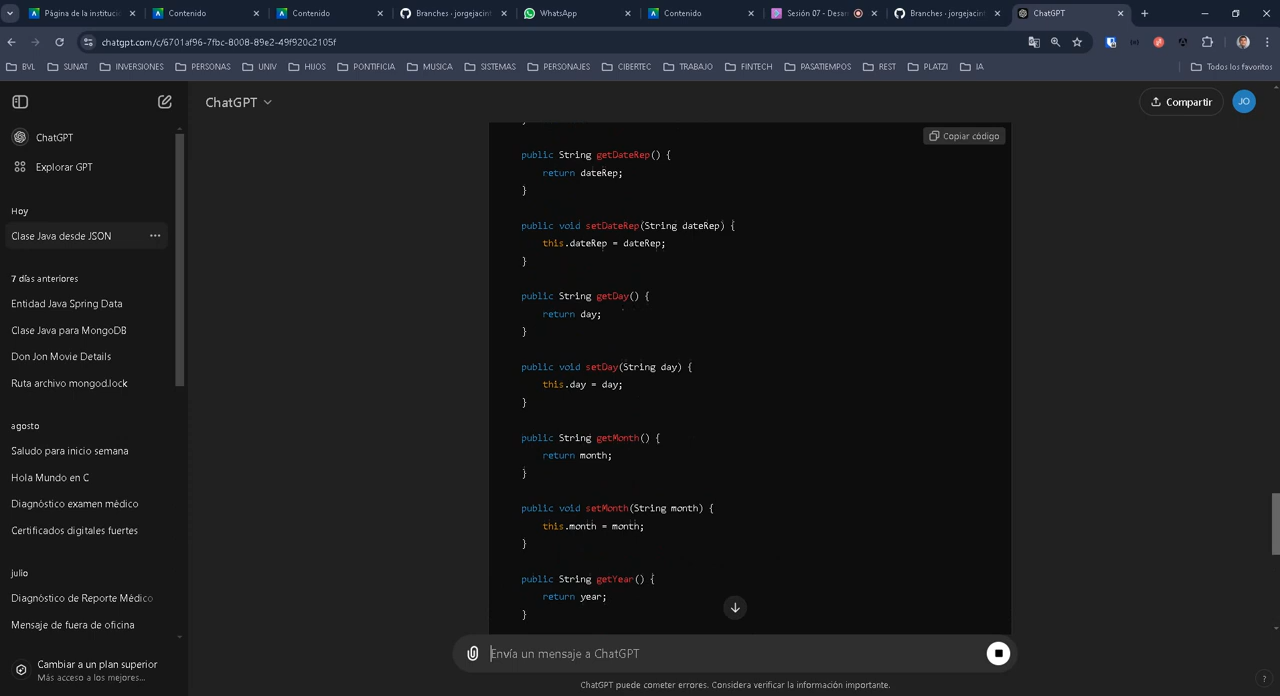 Página de la institució
Contenido
Contenido
Branches · jorgejacint
WhatsApp
Contenido
Sesión 07 - Desar
Branches · jorgejacin
ChatGPT
chatgpt.com/c/6701af96-7fbc-8008-89e2-49f920c2105f
BVL
SUNAT
INVERSIONES
PERSONAS
UNIV
HIJOS
PONTIFICIA
MUSICA
SISTEMAS
PERSONAJES
CIBERTEC
TRABAJO
FINTECH
PASATIEMPOS
REST
PLATZI
IA
Todos los favoritos
ChatGPT
Compartir
JO
ChatGPT
Explorar GPT
Hoy
Clase Java desde JSON
7 días anteriores
Entidad Java Spring Data
Clase Java para MongoDB
Don Jon Movie Details
Ruta archivo mongod.lock
agosto
Saludo para inicio semana
Hola Mundo en C
Diagnóstico examen médico
Certificados digitales fuertes
julio
Diagnóstico de Reporte Médico
Mensaje de fuera de oficina
Cambiar a un plan superior
Más acceso a los mejores...
Copiar código
}
public String getDateRep() {
return dateRep;
}
public void setDateRep(String dateRep) {
this.dateRep = dateRep;
}
public String getDay() {
return day;
}
public void setDay(String day) {
this.day = day;
}
public String getMonth() {
return month;
}
public void setMonth(String month) {
this.month = month;
}
public String getYear() {
return year;
}
Envía un mensaje a ChatGPT
ChatGPT puede cometer errores. Considera verificar la información importante.
?